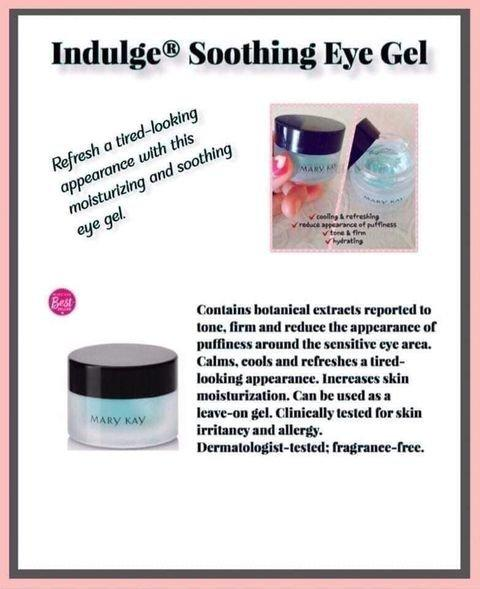 Indulge® Soothing Eye Gel
Refresh a tired-looking
appearance with this
moisturizing and soothing
eye gel.
MARY KAY
MARY KAY
✓ cooling & refreshing
✓ reduce appearance of puffiness
✓ tone & firm
✓ hydrating
Best
Contains botanical extracts reported to
tone, firm and reduce the appearance of
puffiness around the sensitive eye area.
Calms, cools and refreshes a tired-
looking appearance. Increases skin
moisturization. Can be used as a
leave-on gel. Clinically tested for skin
irritancy and allergy.
Dermatologist-tested; fragrance-free.
MARY KAY